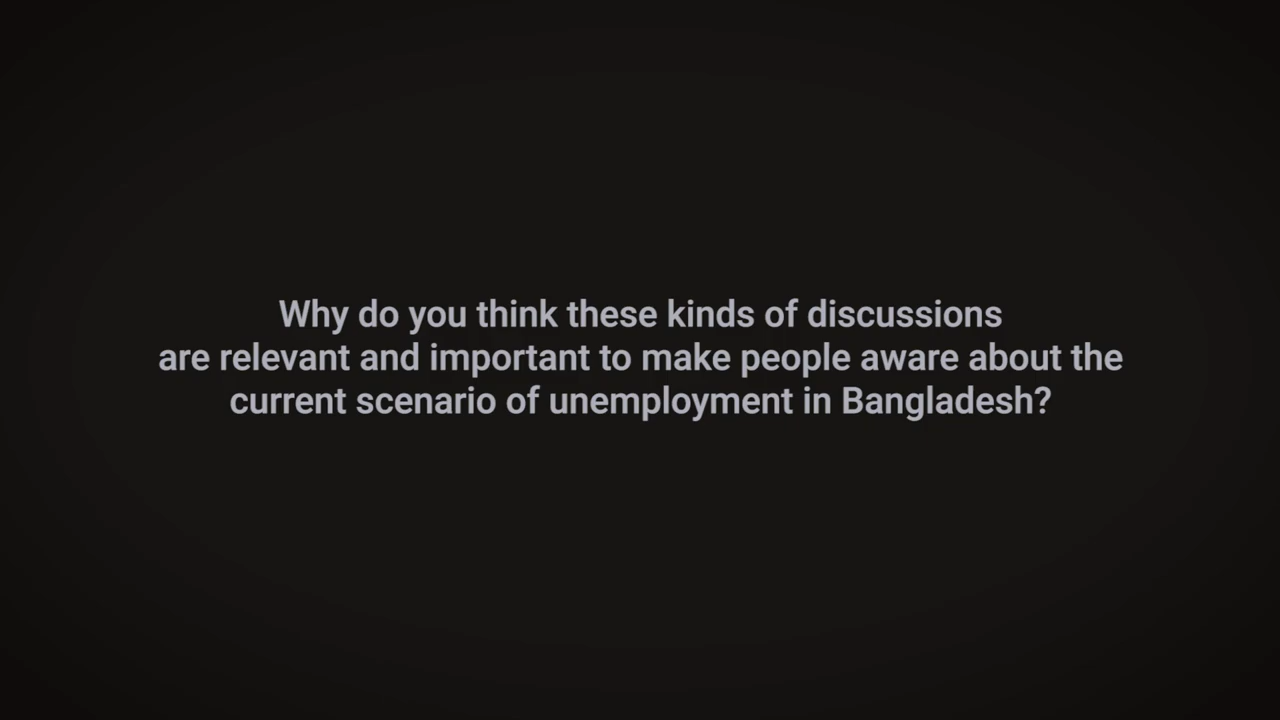 Why do you think these kinds of discussions
are relevant and important to make people aware about the
current scenario of unemployment in Bangladesh?